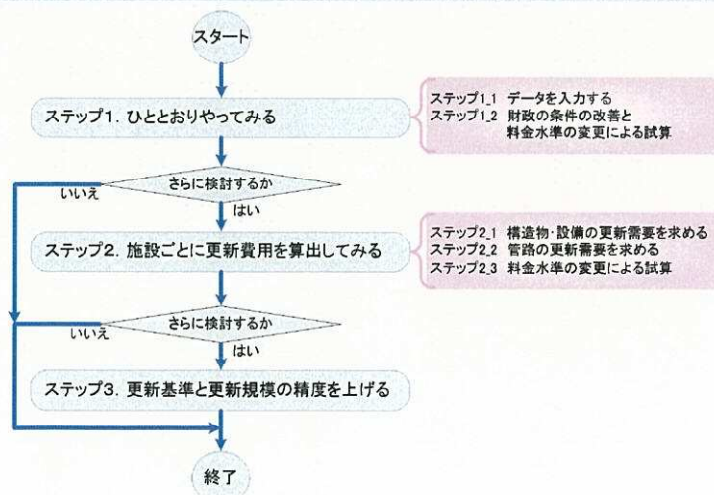 スタート
ステップ1. ひととおりやってみる
ステップ1_1 データを入力する
ステップ1_2 財政の条件の改善と
料金水準の変更による試算
さらに検討するか
いいえ
はい
ステップ2. 施設ごとに更新費用を算出してみる
ステップ2_1 構造物・設備の更新需要を求める
ステップ2_2 管路の更新需要を求める
ステップ2_3 料金水準の変更による試算
さらに検討するか
いいえ
はい
ステップ3. 更新基準と更新規模の精度を上げる
終了